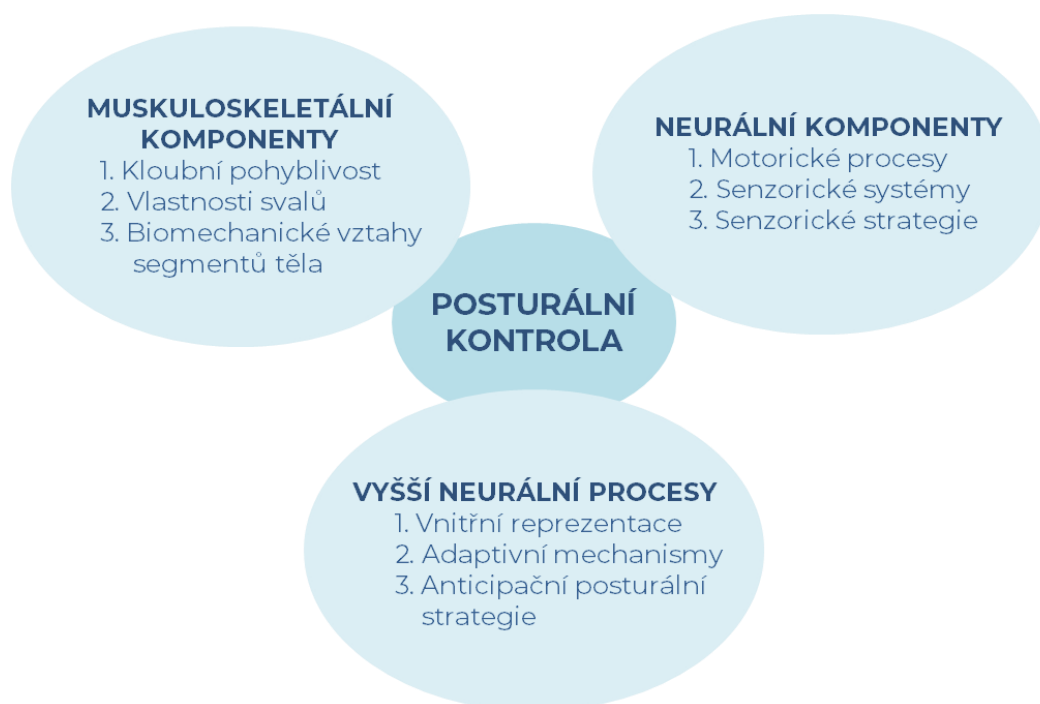 MUSKULOSKELETÁLNÍ
KOMPONENTY
1. Kloubní pohyblivost
2. Vlastnosti svalů
3. Biomechanické vztahy
segmentů těla
NEURÁLNÍ KOMPONENTY
1. Motorické procesy
2. Senzorické systémy
3. Senzorické strategie
POSTURÁLNÍ
KONTROLA
VYŠŠÍ NEURÁLNÍ PROCESY
1. Vnitřní reprezentace
2. Adaptivní mechanismy
3. Anticipační posturální
strategie